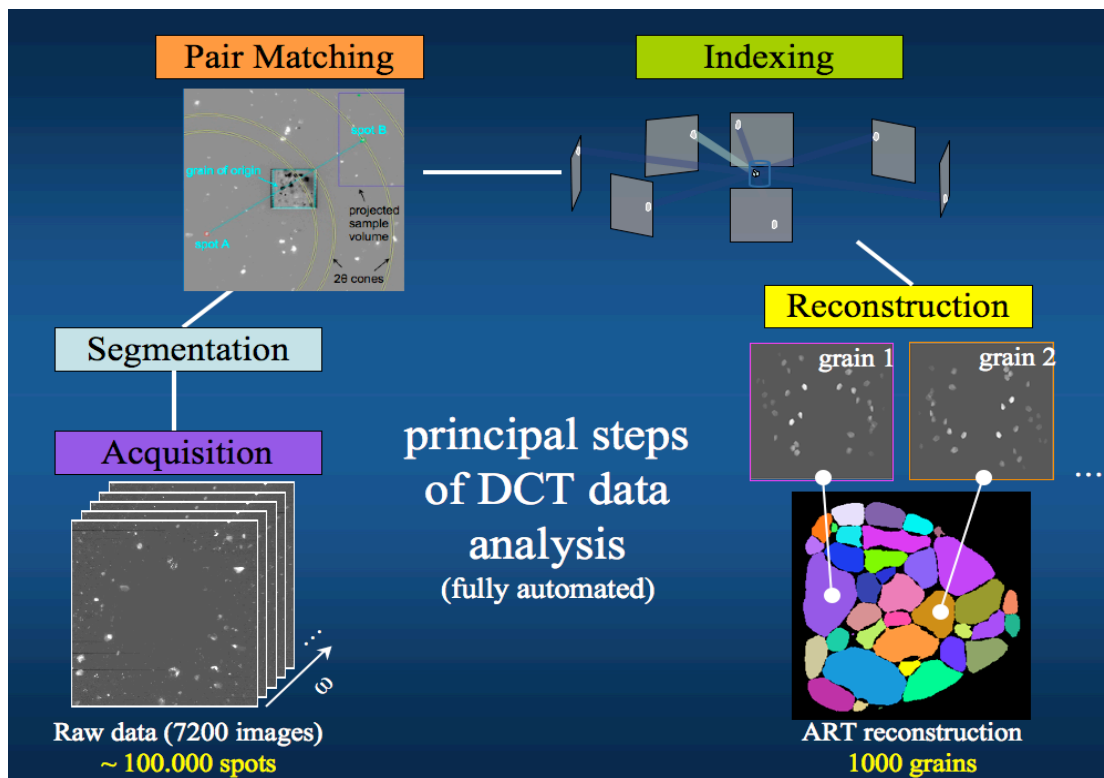 Pair Matching
Indexing
spot B
grain of origin
projected
sample
volume
spot A
2θ cones
Reconstruction
Segmentation
grain 1
grain 2
Acquisition
principal steps
of DCT data
analysis
(fully automated)
...
...
ω
Raw data (7200 images)
~ 100.000 spots
ART reconstruction
1000 grains